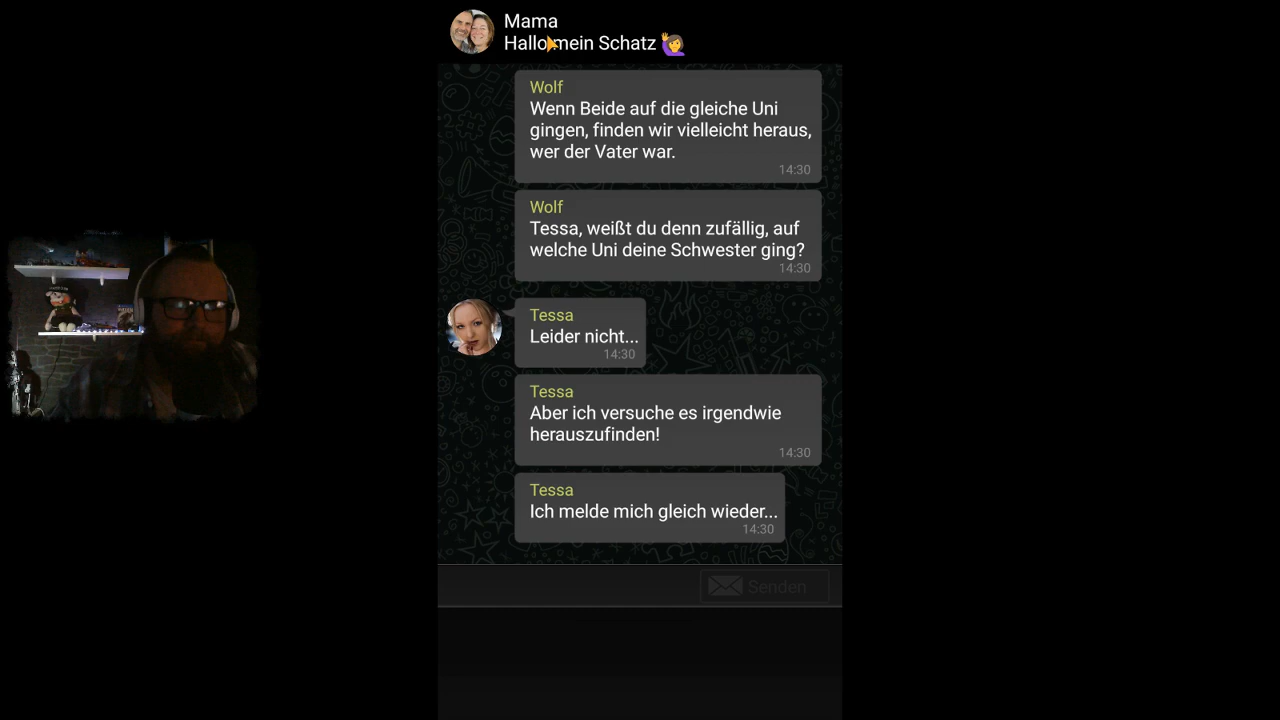 Mama
Hallo mein Schatz 🙋‍♀️
Wolf
Wenn Beide auf die gleiche Uni
gingen, finden wir vielleicht heraus,
wer der Vater war.
14:30
Wolf
Tessa, weißt du denn zufällig, auf
welche Uni deine Schwester ging?
14:30
Tessa
Leider nicht...
14:30
Tessa
Aber ich versuche es irgendwie
herauszufinden!
14:30
Tessa
Ich melde mich gleich wieder...
14:30
Senden